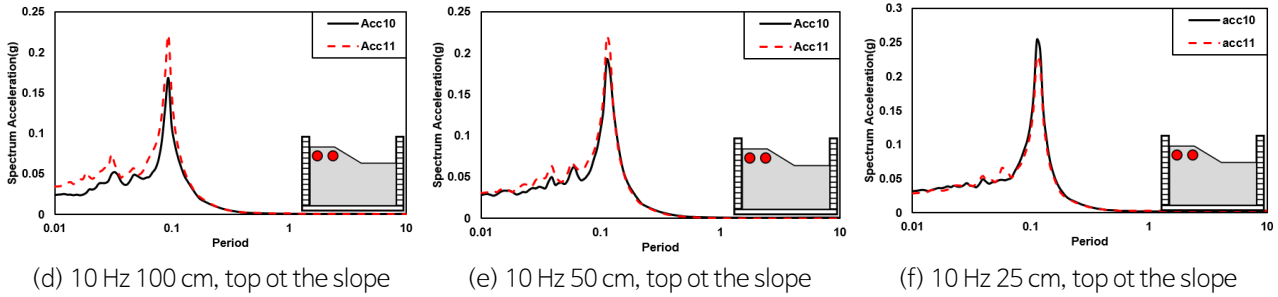 0.25
0.2
0.15
0.1
0.05
0
Spectrum Acceleration(g)
Acc10
Acc11
0.01 0.1 1 10
Period
(d) 10 Hz 100 cm, top ot the slope
0.25
0.2
0.15
0.1
0.05
0
Spectrum Acceleration(g)
Acc10
Acc11
0.01 0.1 1 10
Period
(e) 10 Hz 50 cm, top ot the slope
0.3
0.25
0.2
0.15
0.1
0.05
0
Spectrum Acceleration(g)
acc10
acc11
0.01 0.1 1 10
Period
(f) 10 Hz 25 cm, top ot the slope